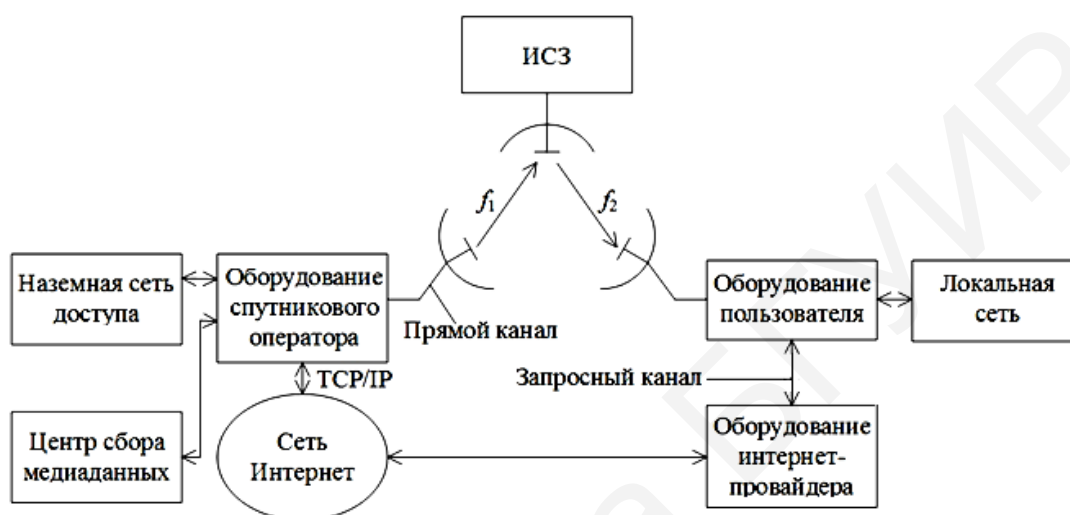 ИСЗ
f1
f2
Наземная сеть
доступа
Оборудование
спутникового
оператора
Прямой канал
Оборудование
пользователя
Локальная
сеть
TCP/IP
Запросный канал
Центр сбора
медиаданных
Сеть
Интернет
Оборудование
интернет-
провайдера
БГУИР